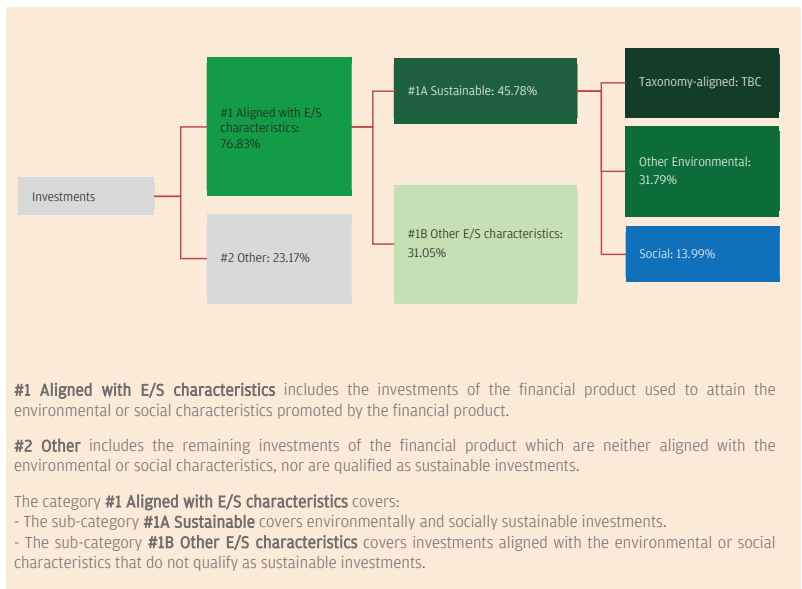 Investments
#1 Aligned with E/S
characteristics:
76.83%
#2 Other: 23.17%
#1A Sustainable: 45.78%
#1B Other E/S characteristics:
31.05%
Taxonomy-aligned: TBC
Other Environmental:
31.79%
Social: 13.99%
#1 Aligned with E/S characteristics includes the investments of the financial product used to attain the
environmental or social characteristics promoted by the financial product.
#2 Other includes the remaining investments of the financial product which are neither aligned with the
environmental or social characteristics, nor are qualified as sustainable investments.
The category #1 Aligned with E/S characteristics covers:
- The sub-category #1A Sustainable covers environmentally and socially sustainable investments.
- The sub-category #1B Other E/S characteristics covers investments aligned with the environmental or social
characteristics that do not qualify as sustainable investments.